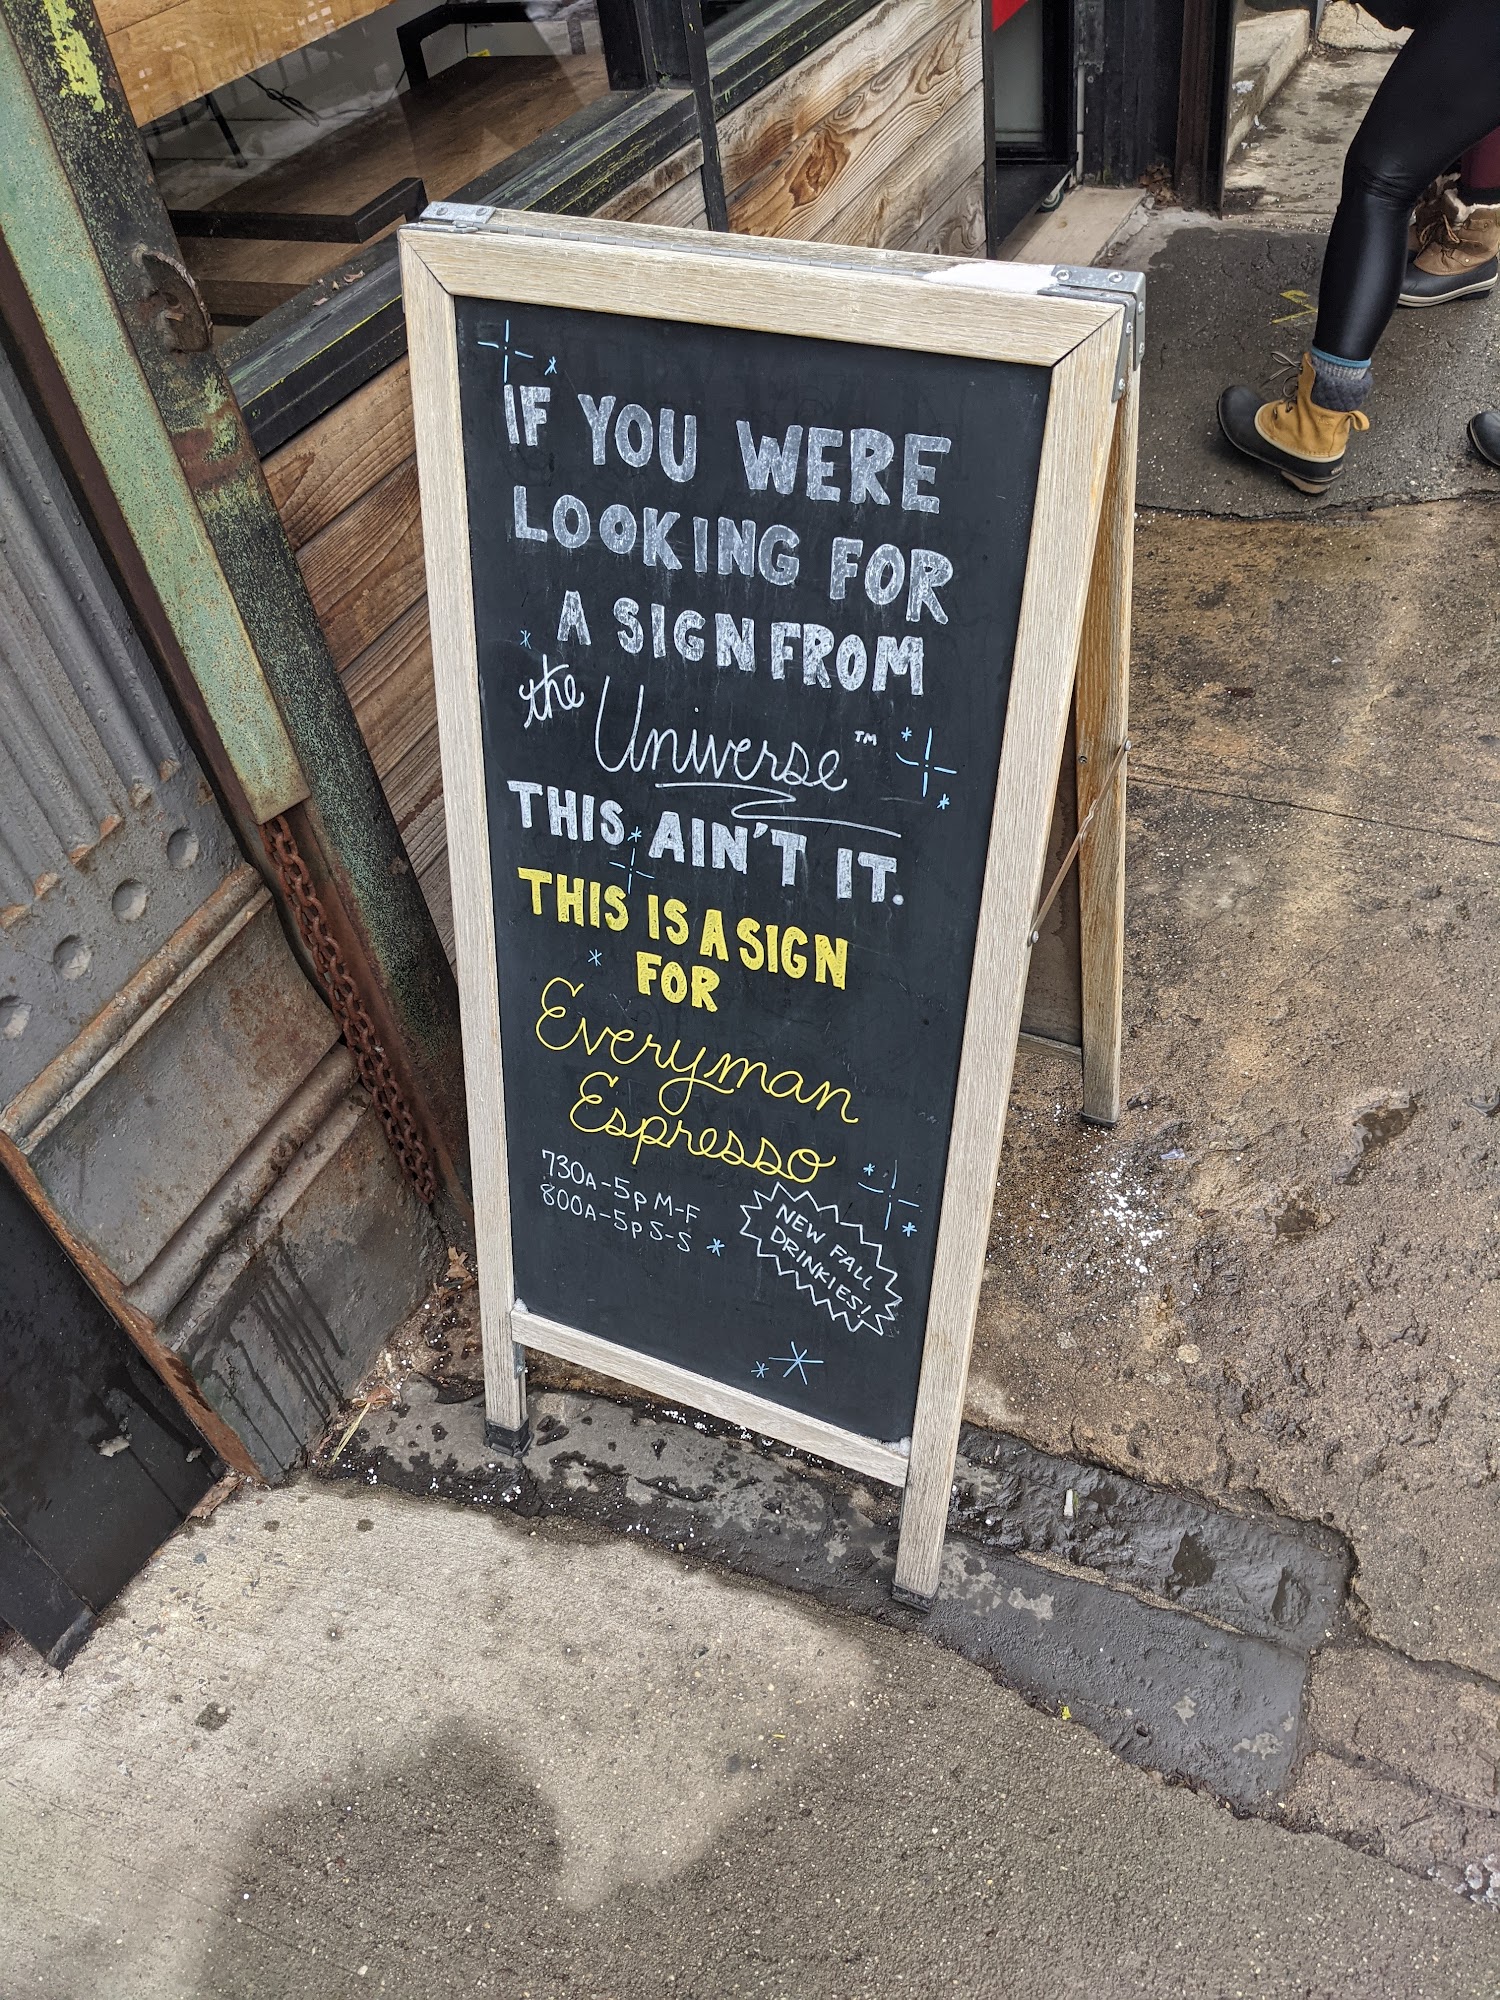 IF YOU WERE
LOOKING FOR
A SIGN FROM
the Universe™
THIS AIN'T IT.
THIS IS A SIGN
FOR
Everyman
Espresso
730A-5P M-F
800A-5P S-S
NEW FALL
DRINKIES!